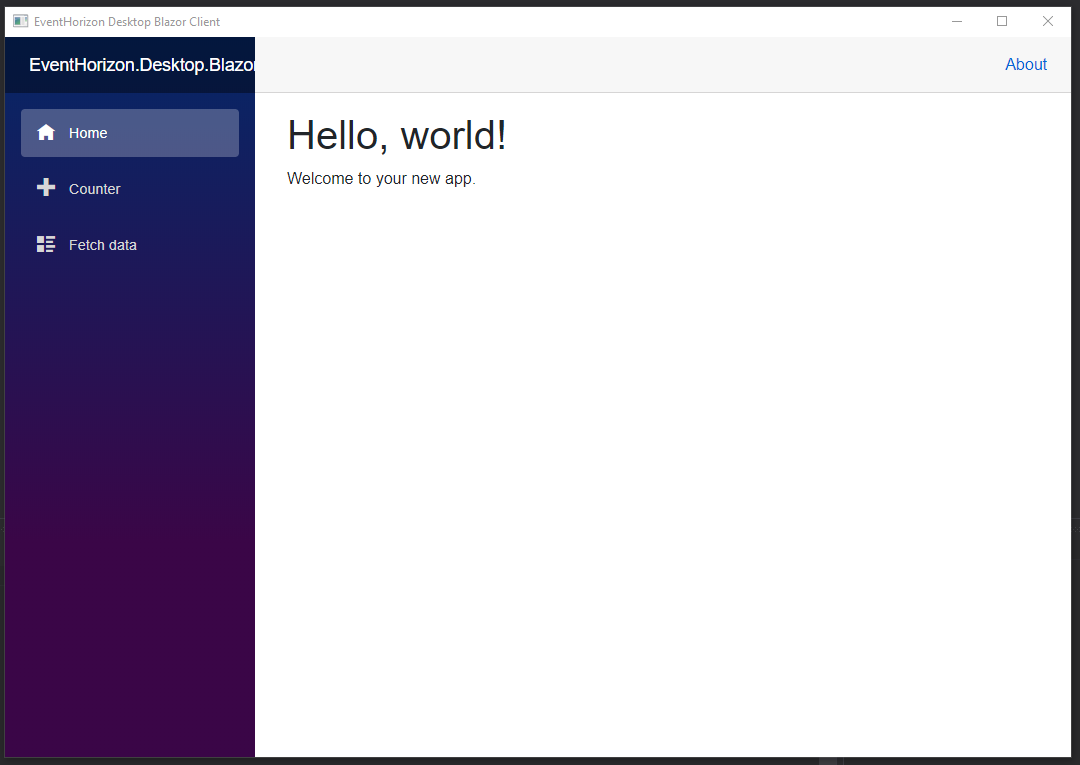 EventHorizon Desktop Blazor Client
EventHorizon.Desktop.Blazor
About
Home
Counter
Fetch data
Hello, world!
Welcome to your new app.